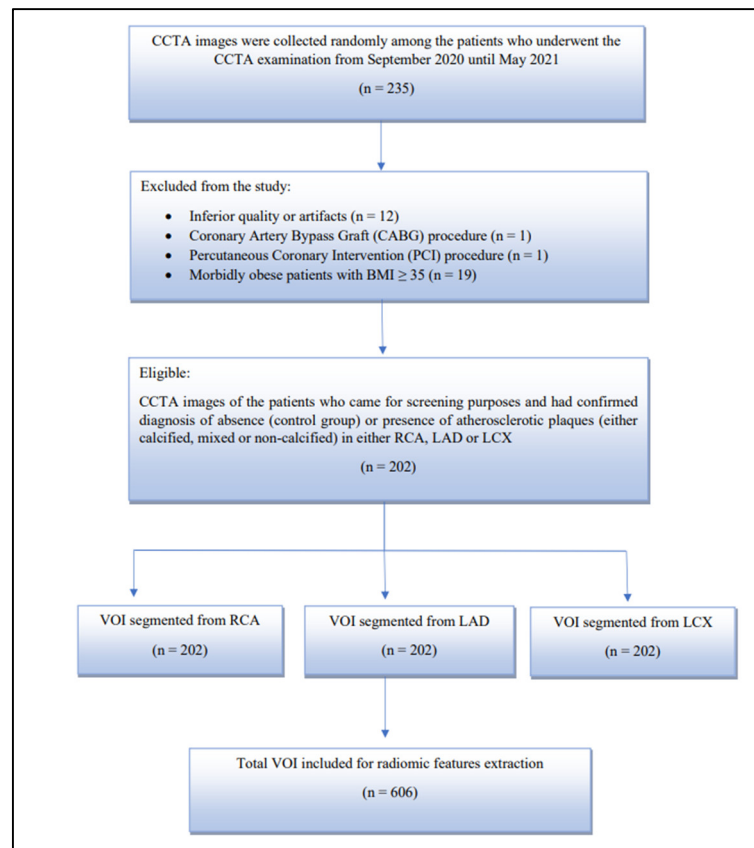 CCTA images were collected randomly among the patients who underwent the
CCTA examination from September 2020 until May 2021
(n = 235)
Excluded from the study:
• Inferior quality or artifacts (n = 12)
• Coronary Artery Bypass Graft (CABG) procedure (n = 1)
• Percutaneous Coronary Intervention (PCI) procedure (n = 1)
• Morbidly obese patients with BMI ≥ 35 (n = 19)
Eligible:
CCTA images of the patients who came for screening purposes and had confirmed
diagnosis of absence (control group) or presence of atherosclerotic plaques (either
calcified, mixed or non-calcified) in either RCA, LAD or LCX
(n = 202)
VOI segmented from RCA
(n = 202)
VOI segmented from LAD
(n = 202)
VOI segmented from LCX
(n = 202)
Total VOI included for radiomic features extraction
(n = 606)